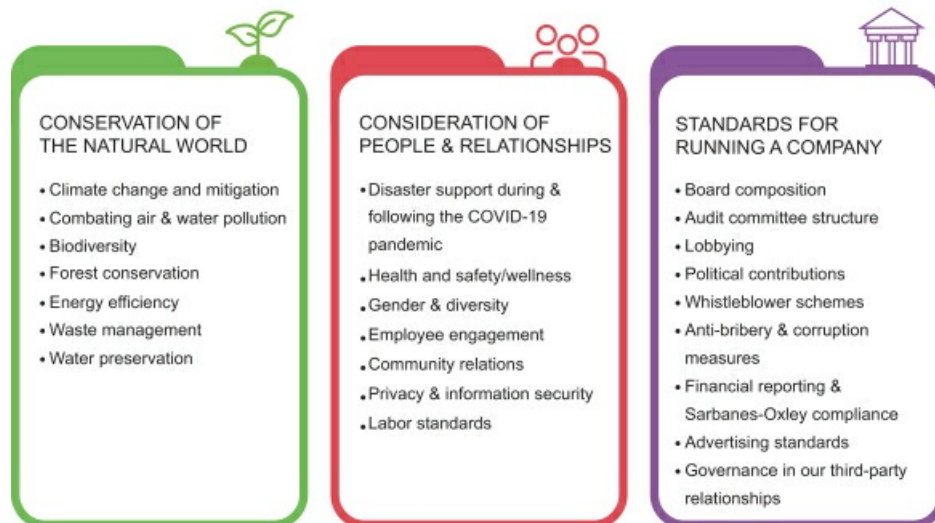 CONSERVATION OF
THE NATURAL WORLD
• Climate change and mitigation
• Combating air & water pollution
• Biodiversity
• Forest conservation
• Energy efficiency
• Waste management
• Water preservation
CONSIDERATION OF
PEOPLE & RELATIONSHIPS
• Disaster support during &
following the COVID-19
pandemic
• Health and safety/wellness
• Gender & diversity
• Employee engagement
• Community relations
• Privacy & information security
• Labor standards
STANDARDS FOR
RUNNING A COMPANY
• Board composition
• Audit committee structure
• Lobbying
• Political contributions
• Whistleblower schemes
• Anti-bribery & corruption
measures
• Financial reporting &
Sarbanes-Oxley compliance
• Advertising standards
• Governance in our third-party
relationships